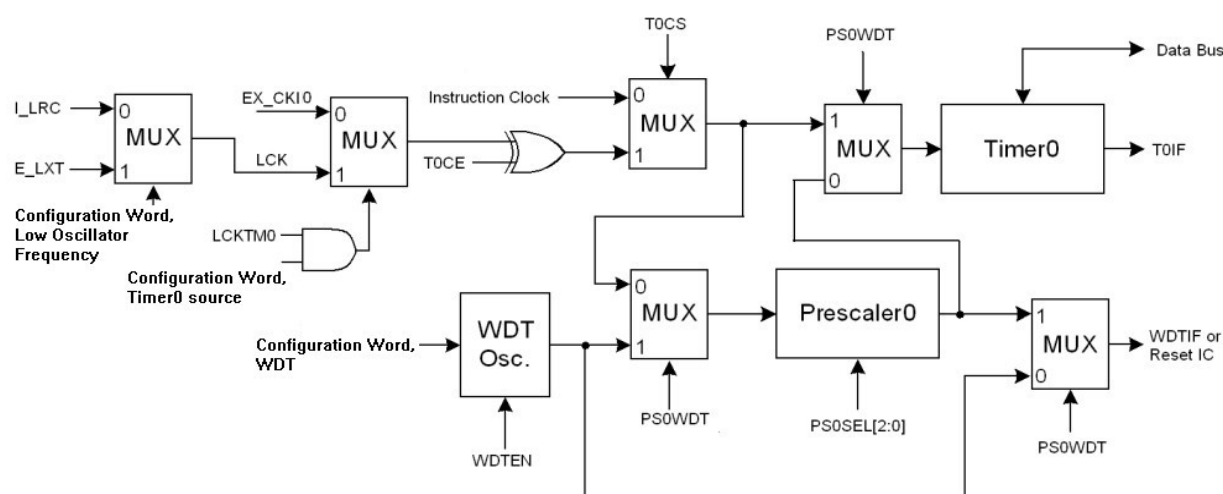 T0CS
PS0WDT
Data Bus
I_LRC
0
MUX
1
E_LXT
EX_CKI0
0
MUX
1
LCK
T0CE
Instruction Clock
0
MUX
1
1
MUX
0
Timer0
T0IF
Configuration Word,
Low Oscillator
Frequency
LCKTM0
Configuration Word,
Timer0 source
Configuration Word,
WDT
WDT
Osc.
WDTEN
0
MUX
1
PS0WDT
Prescaler0
PS0SEL[2:0]
1
MUX
0
WDTIF or
Reset IC
PS0WDT